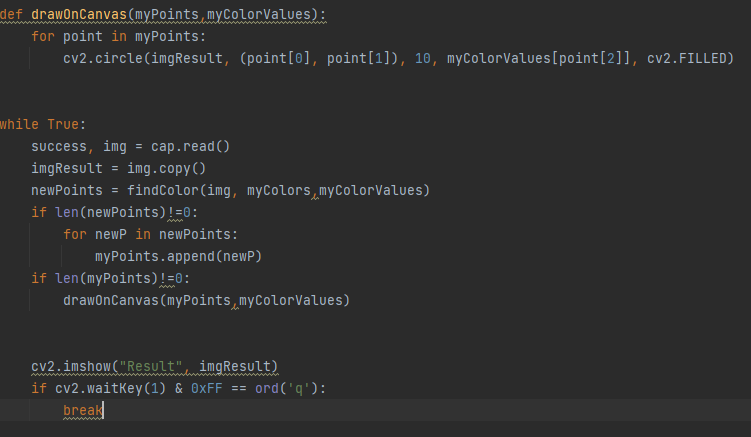 def drawOnCanvas(myPoints,myColorValues):
    for point in myPoints:
        cv2.circle(imgResult, (point[0], point[1]), 10, myColorValues[point[2]], cv2.FILLED)
while True:
    success, img = cap.read()
    imgResult = img.copy()
    newPoints = findColor(img, myColors,myColorValues)
    if len(newPoints)!=0:
        for newP in newPoints:
            myPoints.append(newP)
    if len(myPoints)!=0:
        drawOnCanvas(myPoints,myColorValues)
    cv2.imshow("Result", imgResult)
    if cv2.waitKey(1) & 0xFF == ord('q'):
        break